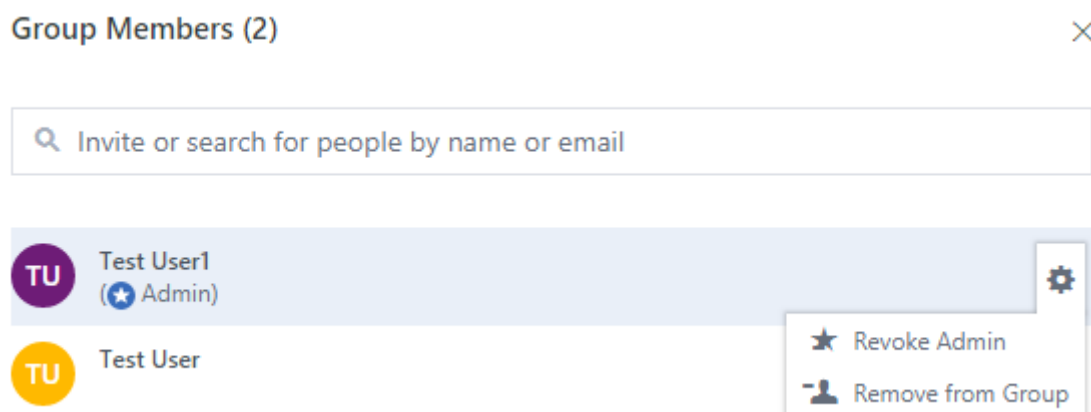 Group Members (2)
Invite or search for people by name or email
TU
Test User1
(Admin)
Revoke Admin
TU
Test User
Remove from Group